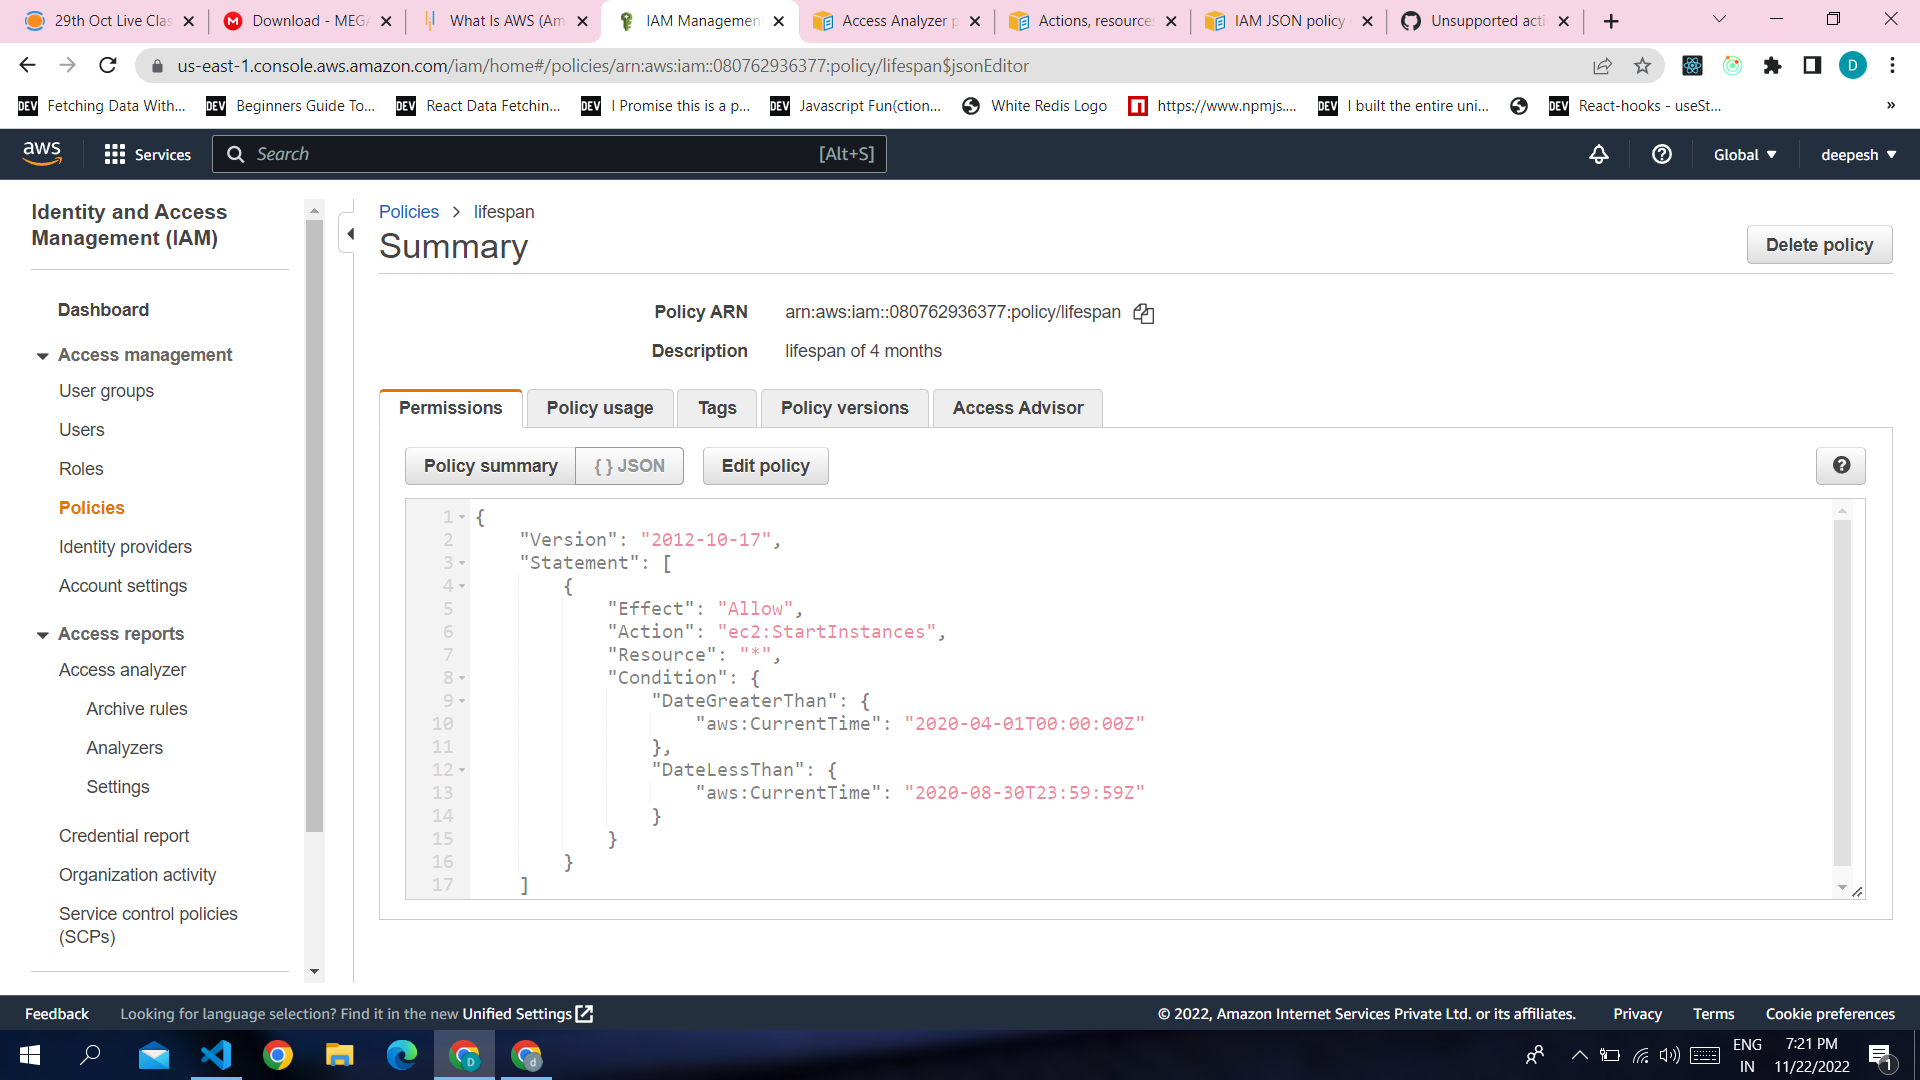 29th Oct Live Clas
Download - MEGA
What Is AWS (Am
IAM Managemen
Access Analyzer p
Actions, resource
IAM JSON policy
Unsupported acti
us-east-1.console.aws.amazon.com/iam/home#/policies/arn:aws:iam::080762936377:policy/lifespan$jsonEditor
D
DEV Fetching Data With...
DEV Beginners Guide To...
DEV React Data Fetchin...
DEV I Promise this is a p...
DEV Javascript Fun(ction...
White Redis Logo
https://www.npmjs....
DEV I built the entire uni...
DEV React-hooks - useSt...
»
aws
Services
Search [Alt+S]
Global
deepesh
Identity and Access
Management (IAM)
Dashboard
Access management
User groups
Users
Roles
Policies
Identity providers
Account settings
Access reports
Access analyzer
Archive rules
Analyzers
Settings
Credential report
Organization activity
Service control policies
(SCPs)
Policies > lifespan
Summary
Delete policy
Policy ARN arn:aws:iam::080762936377:policy/lifespan
Description lifespan of 4 months
Permissions
Policy usage
Tags
Policy versions
Access Advisor
Policy summary
{ } JSON
Edit policy
1 {
2 "Version": "2012-10-17",
3 "Statement": [
4 {
5 "Effect": "Allow",
6 "Action": "ec2:StartInstances",
7 "Resource": "*",
8 "Condition": {
9 "DateGreaterThan": {
10 "aws:CurrentTime": "2020-04-01T00:00:00Z"
11 },
12 "DateLessThan": {
13 "aws:CurrentTime": "2020-08-30T23:59:59Z"
14 }
15 }
16 }
17 ]
Feedback
Looking for language selection? Find it in the new Unified Settings
© 2022, Amazon Internet Services Private Ltd. or its affiliates.
Privacy
Terms
Cookie preferences
ENG
IN
7:21 PM
11/22/2022
1